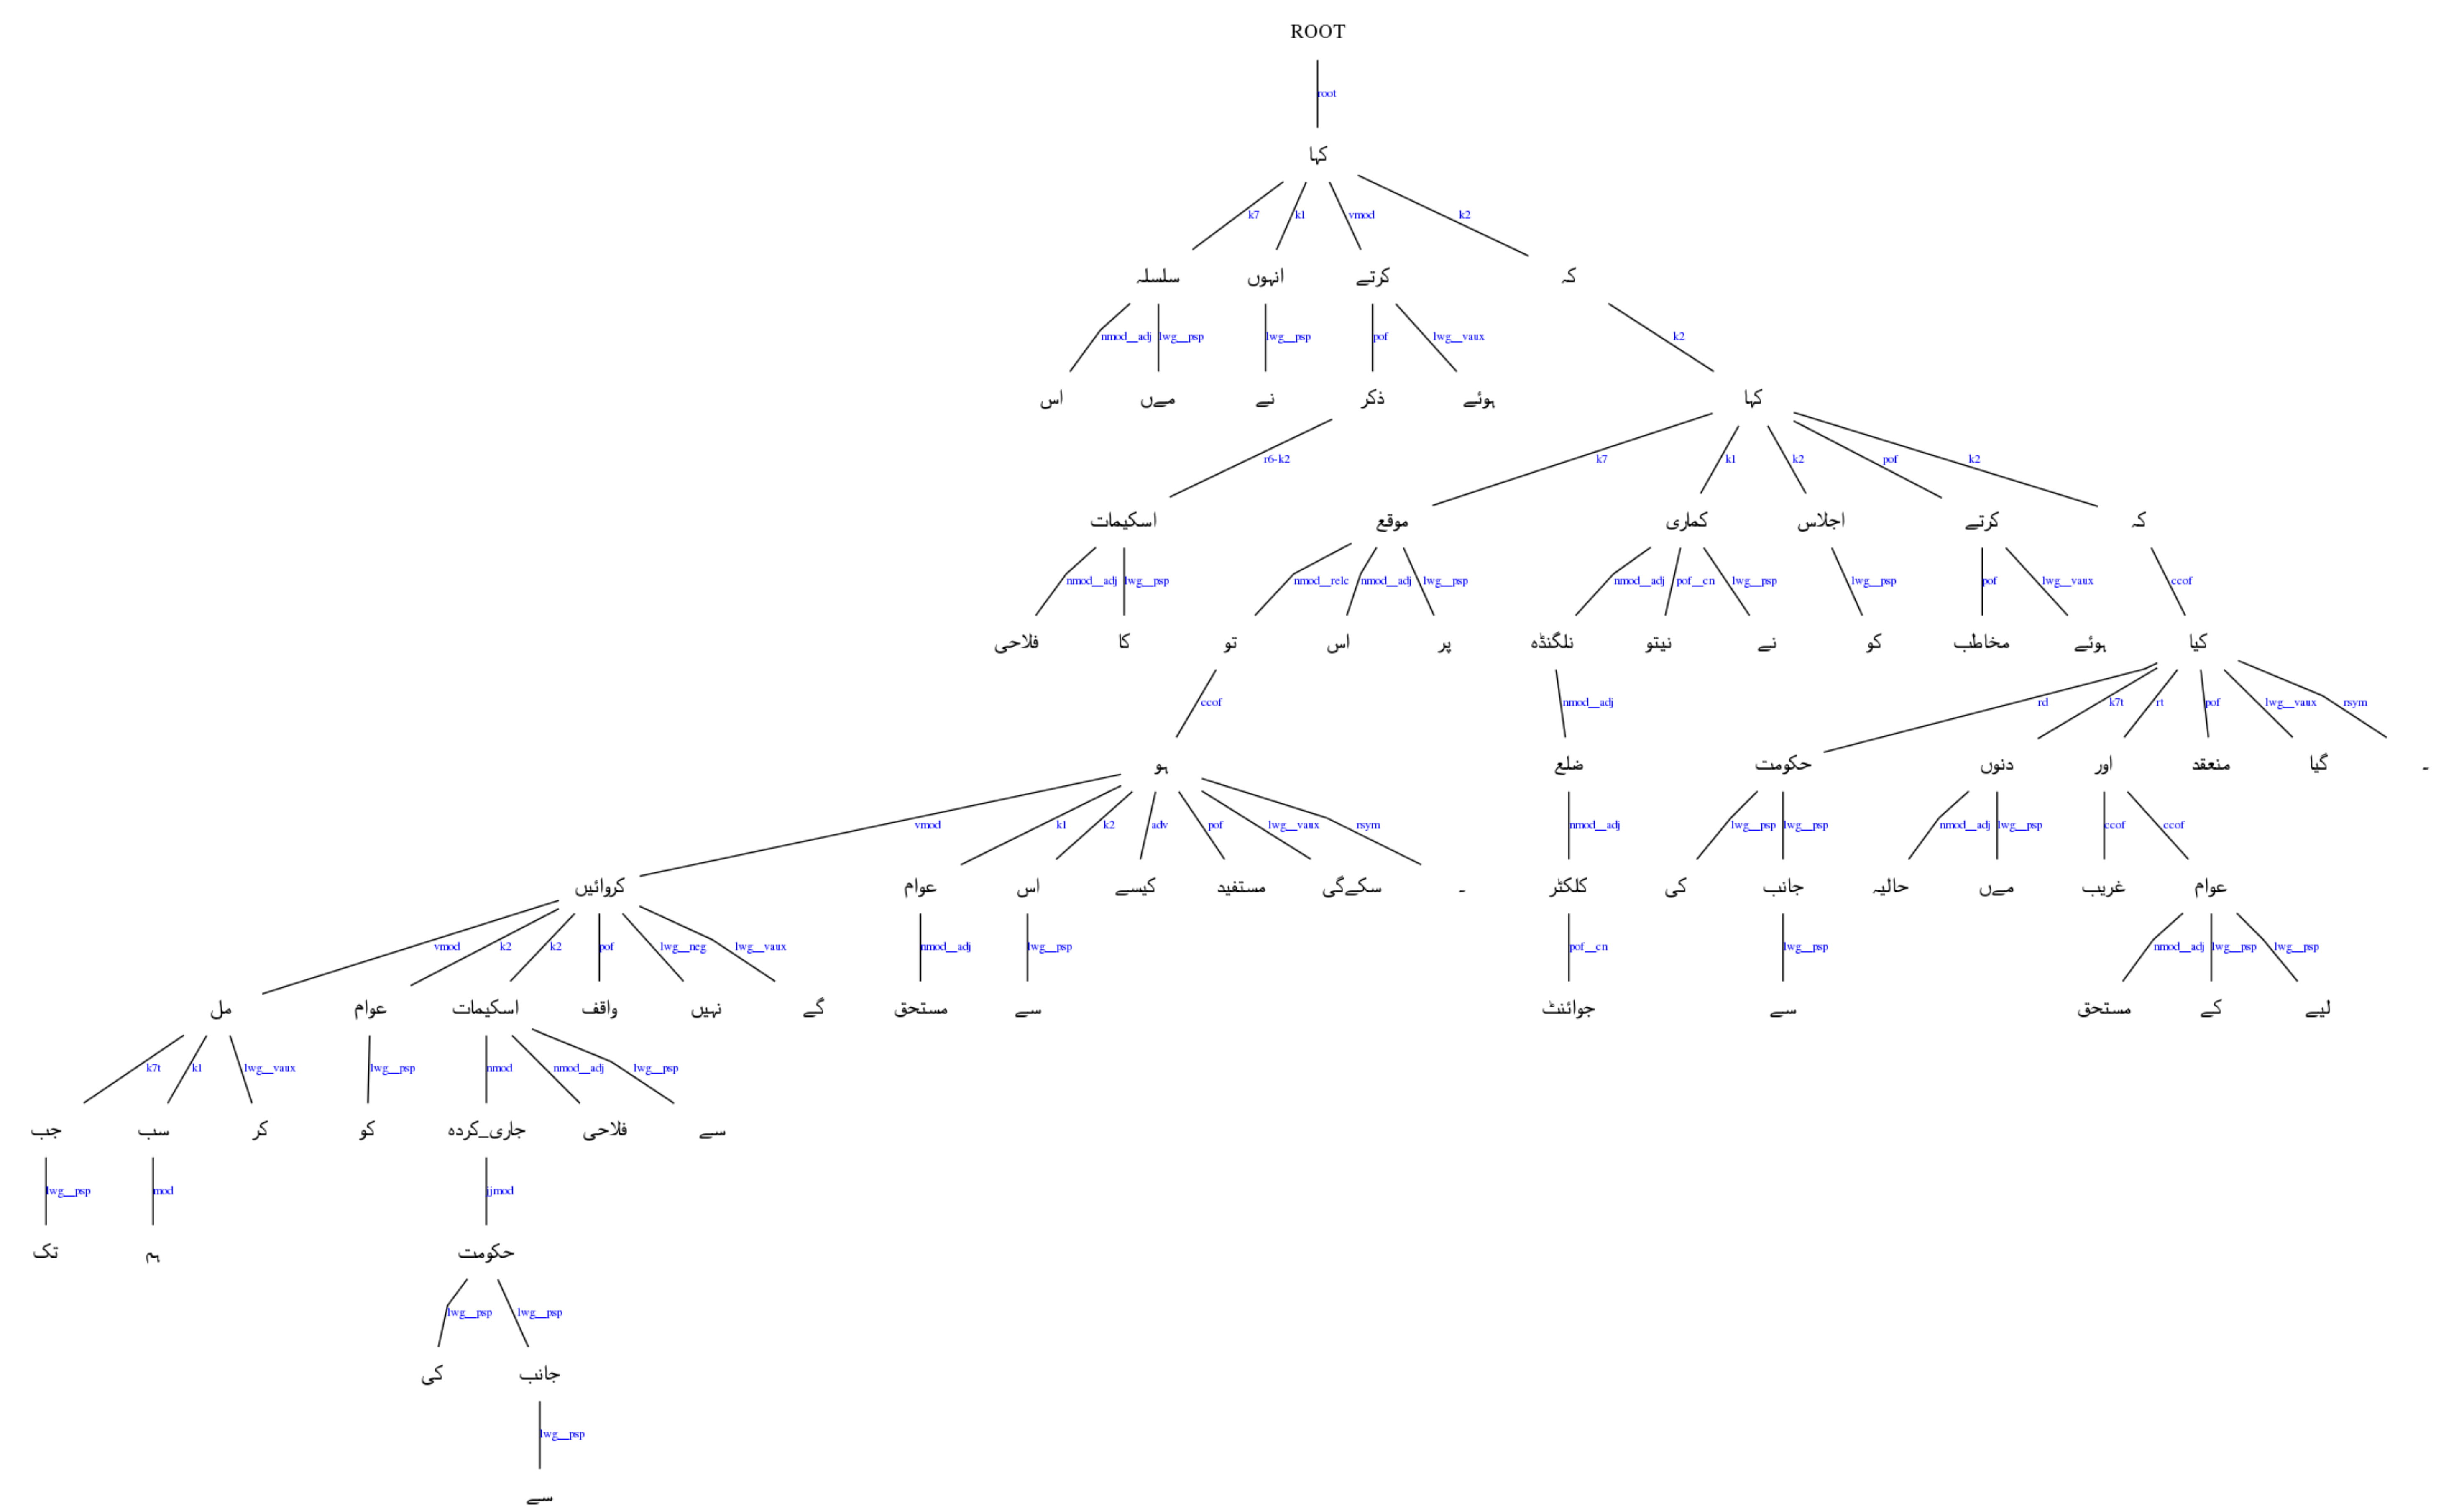 ROOT
root
کہا
k7 k1 vmod k2
سلسلہ انہوں کرتے کہ
nmod__adj lwg__psp lwg__psp pof lwg__vaux k2
اس مےں نے ذکر ہوئے کہا
r6-k2 k7 k1 k2 pof k2
اسکیمات موقع کماری اجلاس کرتے کہ
nmod__adj lwg__psp nmod__relc nmod__adj lwg__psp nmod__adj pof__cn lwg__psp lwg__psp pof lwg__vaux ccof
فلاحی کا تو اس پر نلگنڈہ نیتو نے کو مخاطب ہوئے کیا
ccof nmod__adj rd k7t rt pof lwg__vaux rsym
ہو ضلع حکومت دنوں اور منعقد گیا ۔
vmod k1 k2 adv pof lwg__vaux rsym nmod__adj lwg__psp lwg__psp nmod__adj lwg__psp ccof ccof
کروائیں عوام اس کیسے مستفید سکےگی ۔ کلکٹر کی جانب حالیہ مےں غریب عوام
vmod k2 k2 pof lwg__neg lwg__vaux nmod__adj lwg__psp pof__cn lwg__psp nmod__adj lwg__psp lwg__psp
مل عوام اسکیمات واقف نہیں گے مستحق سے جوائنٹ سے مستحق کے لیے
k7t k1 lwg__vaux lwg__psp nmod nmod__adj lwg__psp
جب سب کر کو جاری_کردہ فلاحی سے
lwg__psp mod jjmod
تک ہم حکومت
lwg__psp lwg__psp
کی جانب
lwg__psp
سے